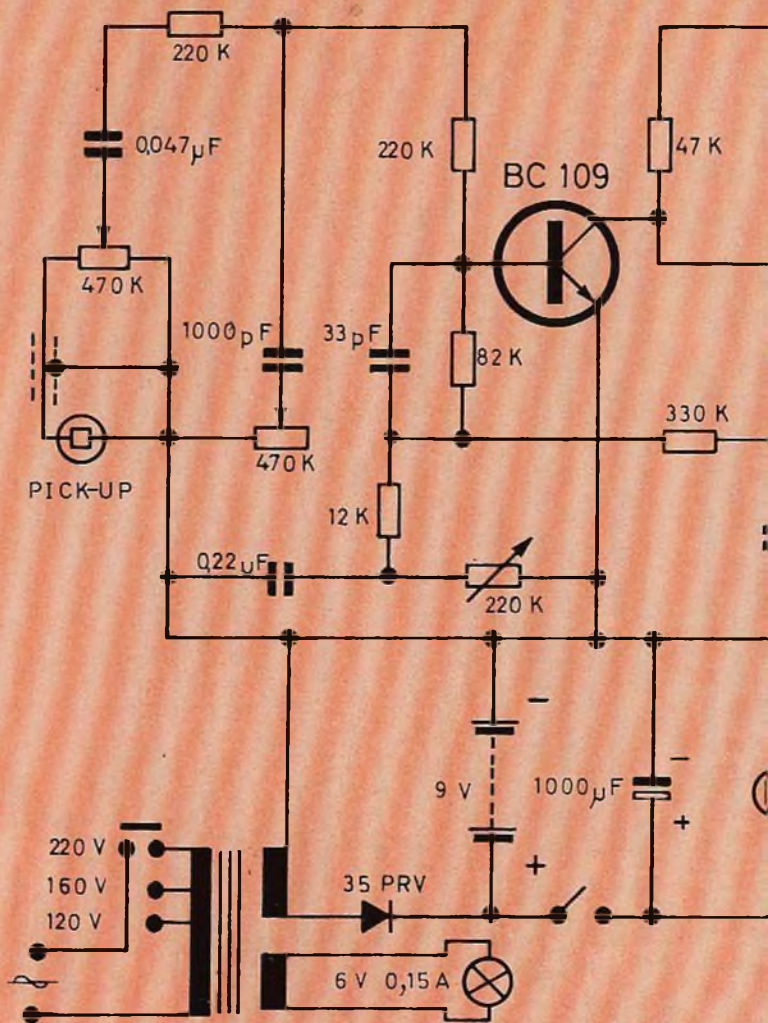 220 K
0,047µF
220 K
47 K
BC 109
470 K
1000pF
33pF
82 K
330 K
470K
PICK-UP
12 K
0,22µF
220 K
−
9 V
1000µF
−
+
+
220 V
160 V
120 V
35 PRV
6 V 0,15 A